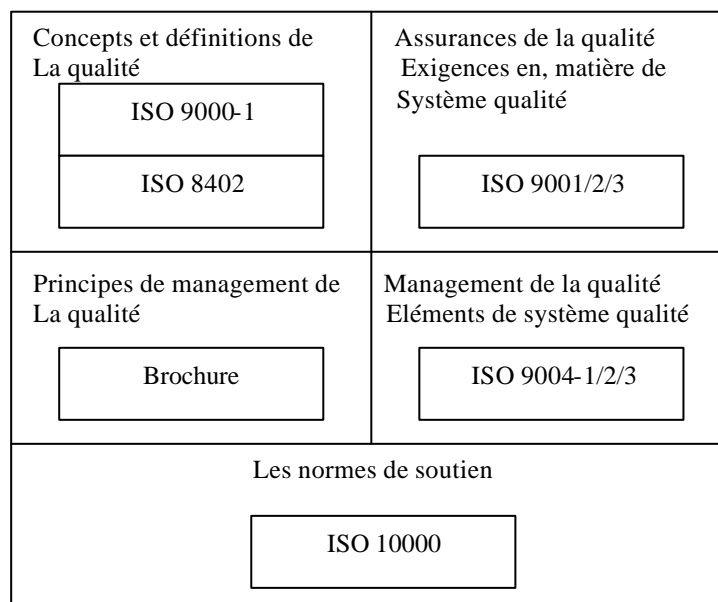 Concepts et définitions de
La qualité
ISO 9000-1
ISO 8402
Assurances de la qualité
Exigences en, matière de
Système qualité
ISO 9001/2/3
Principes de management de
La qualité
Brochure
Management de la qualité
Eléments de système qualité
ISO 9004-1/2/3
Les normes de soutien
ISO 10000